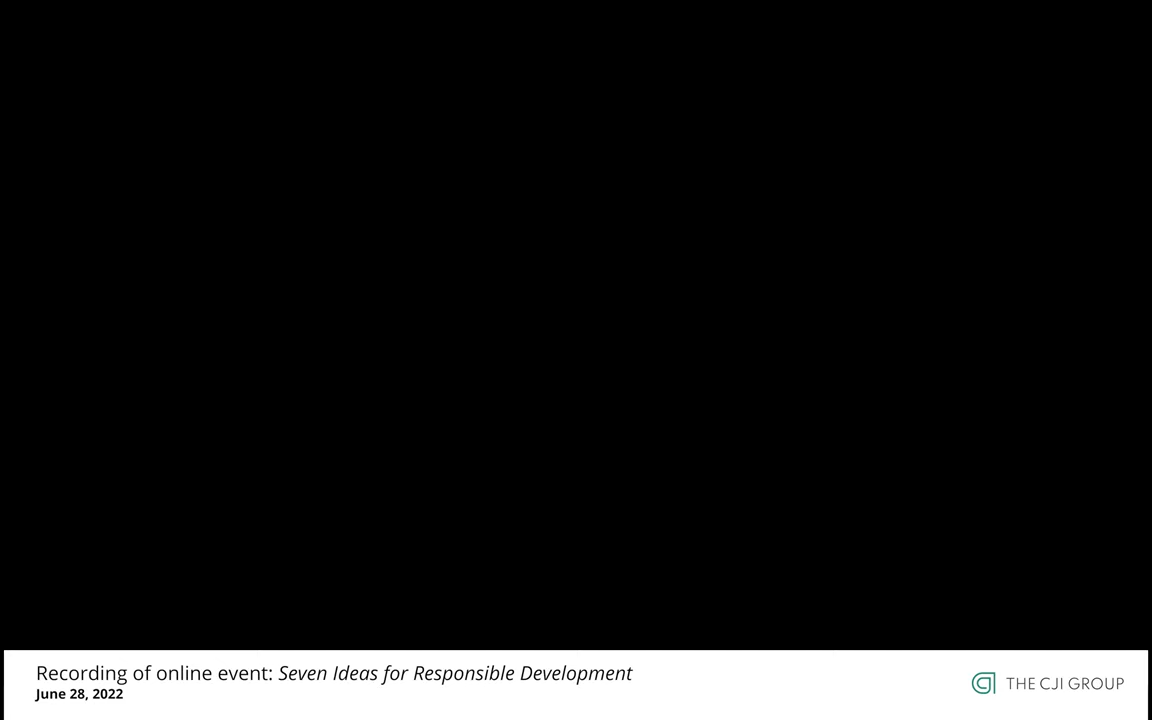 Recording of online event: Seven Ideas for Responsible Development
June 28, 2022
THE CJI GROUP